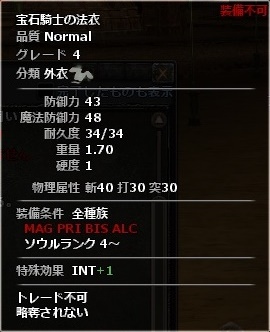 装備不可
宝石騎士の法衣
品質 Normal
グレード 4
分類 外衣
防御力 43
魔法防御力 48
耐久度 34/34
重量 1.70
硬度 1
物理属性 斬40 打30 突30
装備条件 全種族
MAG PRI BIS ALC
ソウルランク 4～
特殊効果 INT+1
トレード不可
略奪されない